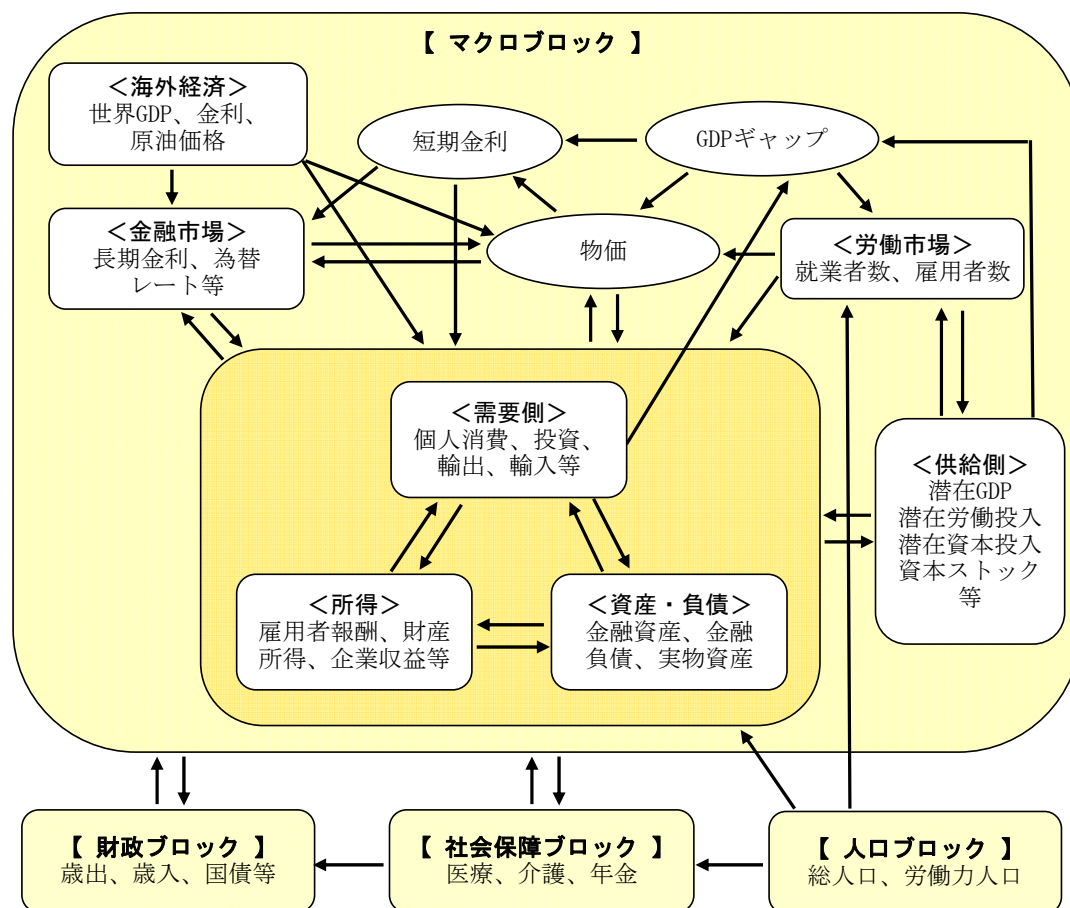 【 マクロブロック 】
＜海外経済＞
世界GDP、金利、
原油価格
短期金利
GDPギャップ
＜金融市場＞
長期金利、為替
レート等
物価
＜労働市場＞
就業者数、雇用者数
＜需要側＞
個人消費、投資、
輸出、輸入等
＜供給側＞
潜在GDP
潜在労働投入
潜在資本投入
資本ストック
等
＜所得＞
雇用者報酬、財産
所得、企業収益等
＜資産・負債＞
金融資産、金融
負債、実物資産
【 財政ブロック 】
歳出、歳入、国債等
【 社会保障ブロック 】
医療、介護、年金
【 人口ブロック 】
総人口、労働力人口